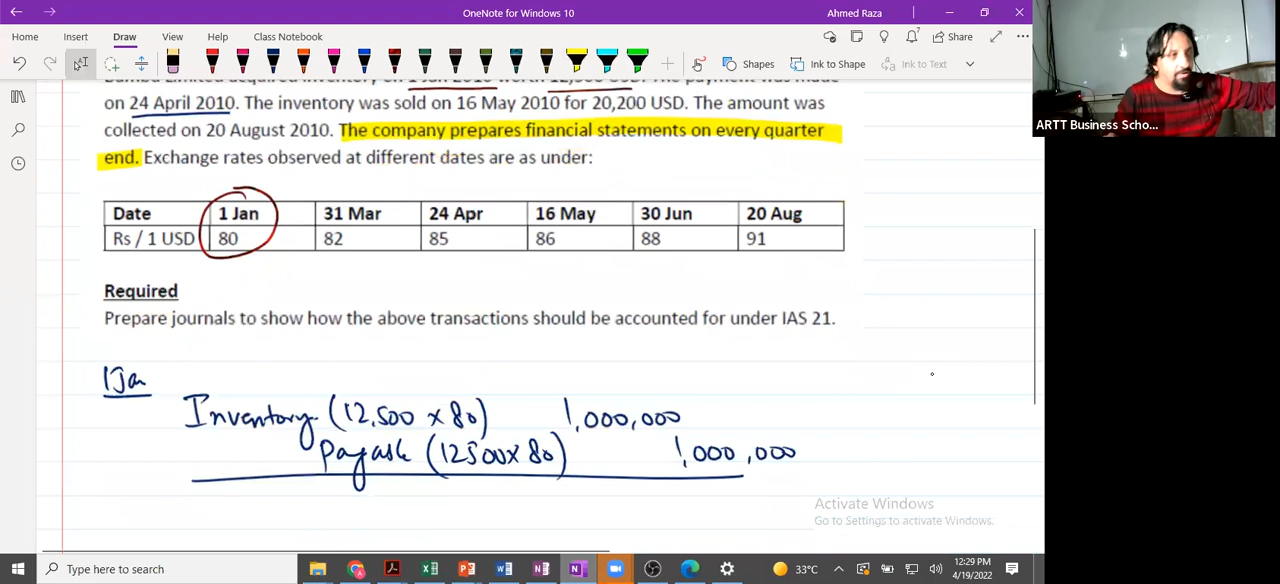 OneNote for Windows 10
Ahmed Raza
Home Insert Draw View Help Class Notebook
Share
Shapes
Ink to Shape
Ink to Text
on 24 April 2010. The inventory was sold on 16 May 2010 for 20,200 USD. The amount was
collected on 20 August 2010. The company prepares financial statements on every quarter
end. Exchange rates observed at different dates are as under:
Date 1 Jan 31 Mar 24 Apr 16 May 30 Jun 20 Aug
Rs / 1 USD 80 82 85 86 88 91
Required
Prepare journals to show how the above transactions should be accounted for under IAS 21.
1 Jan
Inventory (12,500 x 80) 1,000,000
(12500 x 80) 1,000,000
Activate Windows
Go to Settings to activate Windows.
ARTT Business Scho...
Type here to search
33°C
12:29 PM
4/19/2022